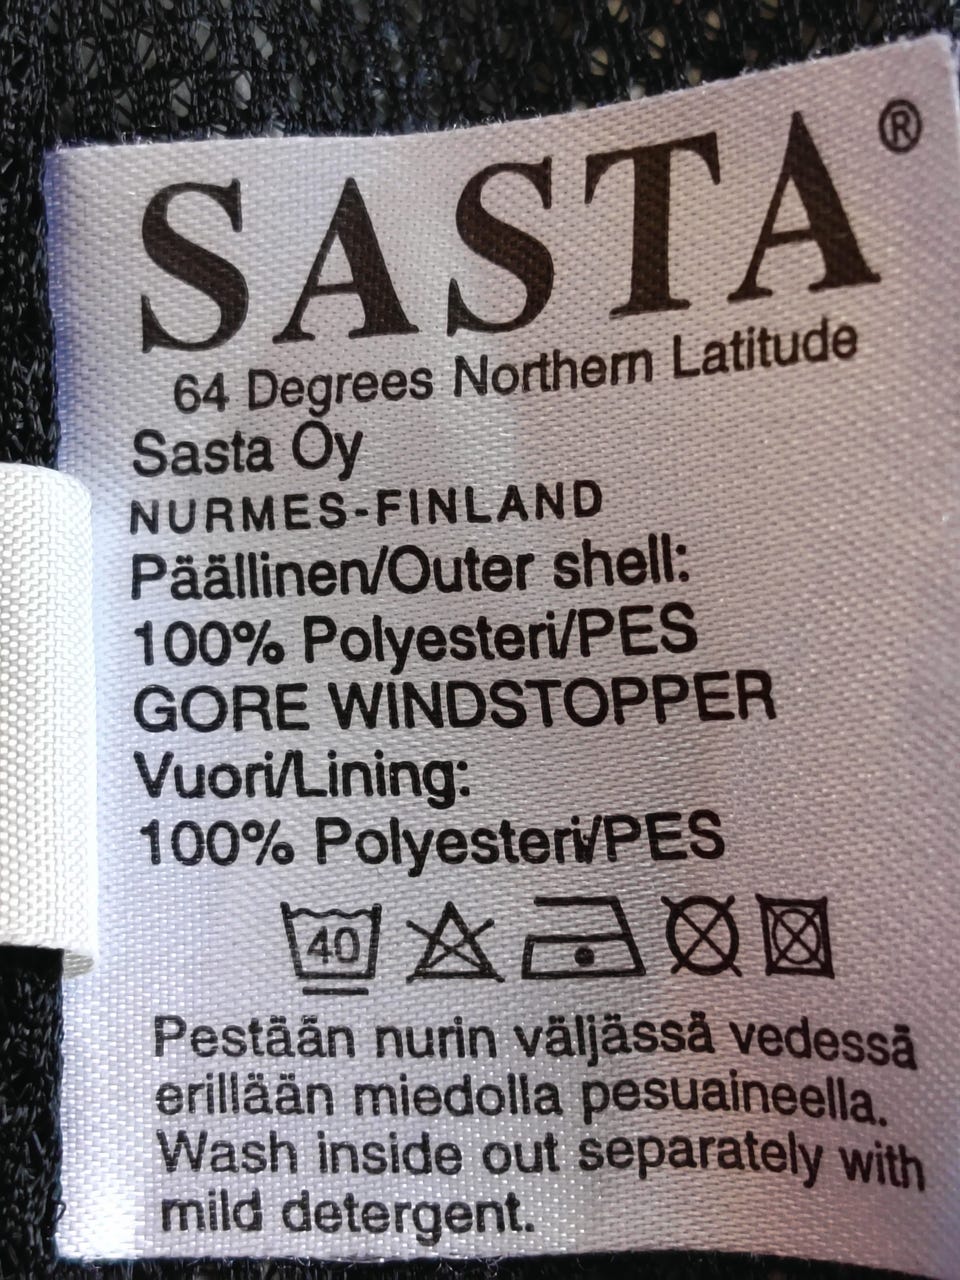 SASTA®
64 Degrees Northern Latitude
Sasta Oy
NURMES-FINLAND
Päällinen/Outer shell:
100% Polyesteri/PES
GORE WINDSTOPPER
Vuori/Lining:
100% Polyesteri/PES
40
Pestään nurin väljässä vedessä
erillään miedolla pesuaineella.
Wash inside out separately with
mild detergent.